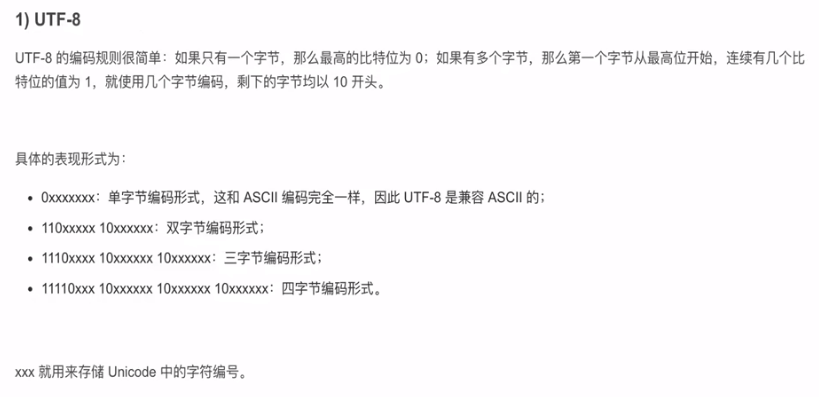 1) UTF-8
UTF-8 的编码规则很简单：如果只有一个字节，那么最高的比特位为 0；如果有多个字节，那么第一个字节从最高位开始，连续有几个比
特位的值为 1，就使用几个字节编码，剩下的字节均以 10 开头。
具体的表现形式为：
• 0xxxxxxx：单字节编码形式，这和 ASCII 编码完全一样，因此 UTF-8 是兼容 ASCII 的；
• 110xxxxx 10xxxxxx：双字节编码形式；
• 1110xxxx 10xxxxxx 10xxxxxx：三字节编码形式；
• 11110xxx 10xxxxxx 10xxxxxx 10xxxxxx：四字节编码形式。
xxx 就用来存储 Unicode 中的字符编号。